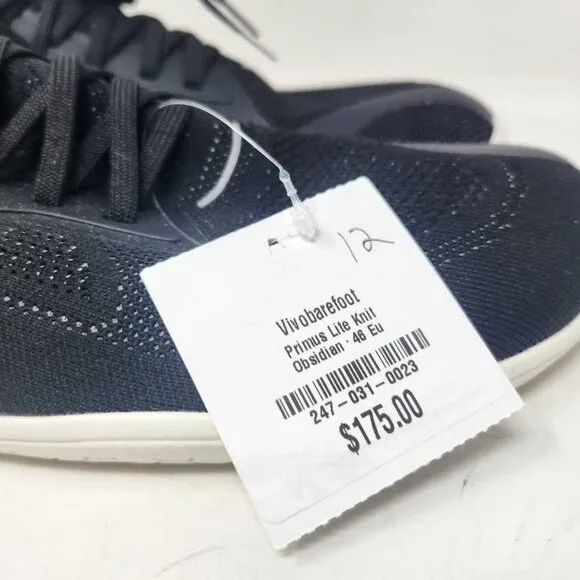 12
Vivobarefoot
Primus Lite Knit
Obsidian · 46 Eu
247-031-0023
$175.00